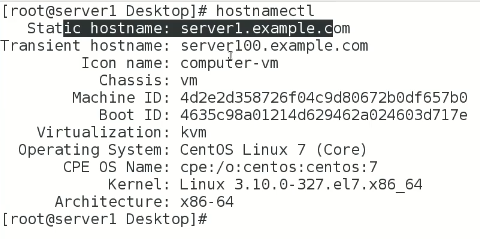 [root@server1 Desktop]# hostnamectl
Static hostname: server1.example.com
Transient hostname: server100.example.com
Icon name: computer-vm
Chassis: vm
Machine ID: 4d2e2d358726f04c9d80672b0df657b0
Boot ID: 4635c98a01214d629462a024603d717e
Virtualization: kvm
Operating System: CentOS Linux 7 (Core)
CPE OS Name: cpe:/o:centos:centos:7
Kernel: Linux 3.10.0-327.el7.x86_64
Architecture: x86-64
[root@server1 Desktop]#